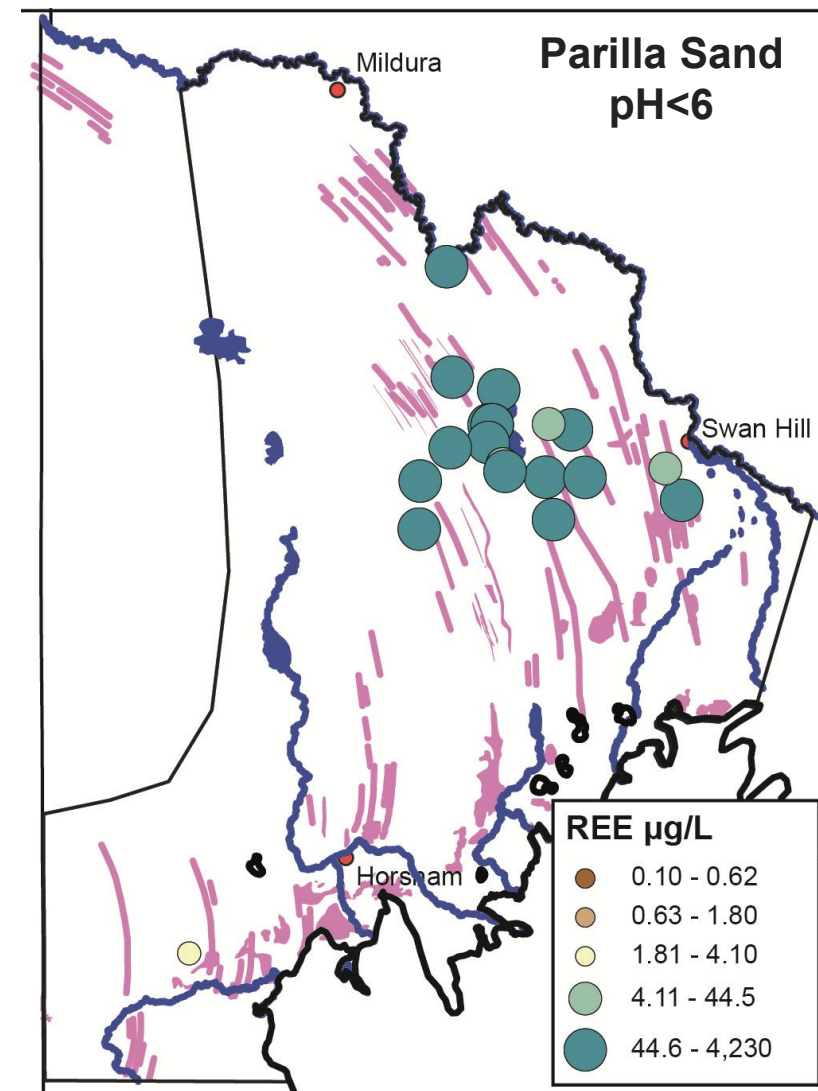 Parilla Sand
pH<6
Mildura
Swan Hill
Horsham
REE µg/L
0.10 - 0.62
0.63 - 1.80
1.81 - 4.10
4.11 - 44.5
44.6 - 4,230